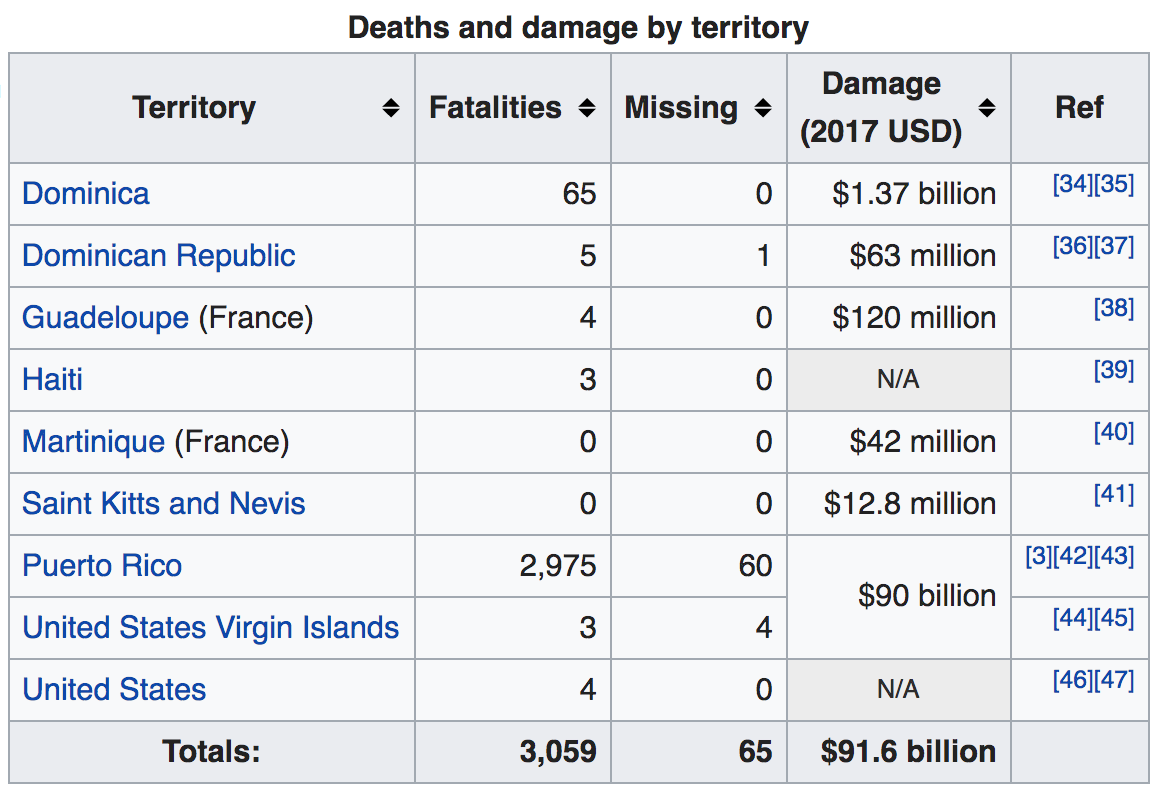 Deaths and damage by territory
Territory Fatalities Missing Damage (2017 USD) Ref
Dominica 65 0 $1.37 billion [34][35]
Dominican Republic 5 1 $63 million [36][37]
Guadeloupe (France) 4 0 $120 million [38]
Haiti 3 0 N/A [39]
Martinique (France) 0 0 $42 million [40]
Saint Kitts and Nevis 0 0 $12.8 million [41]
Puerto Rico 2,975 60 $90 billion [3][42][43]
United States Virgin Islands 3 4 [44][45]
United States 4 0 N/A [46][47]
Totals: 3,059 65 $91.6 billion